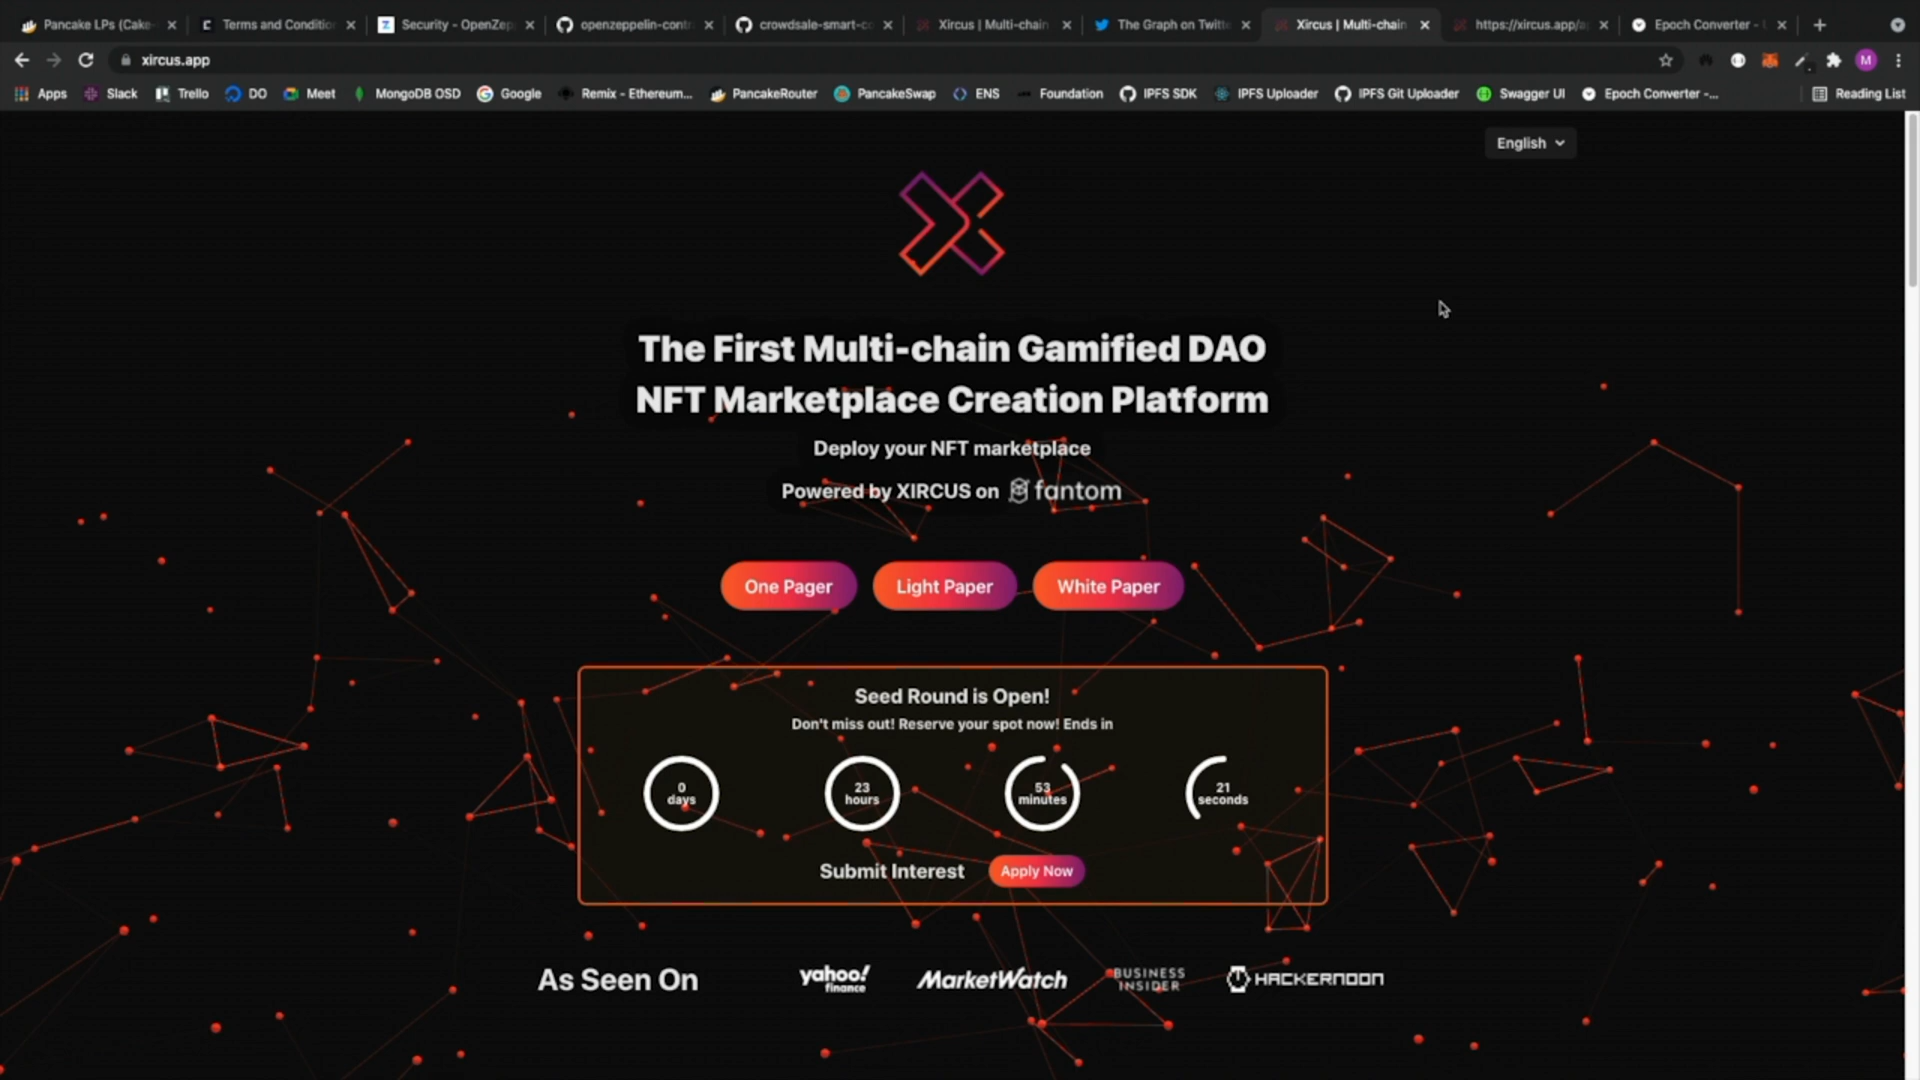 Pancake LPs (Cake-
Terms and Conditio
Security - OpenZep
openzeppelin-contr
crowdsale-smart-co
Xircus | Multi-chain
The Graph on Twitt
Xircus | Multi-chain
https://xircus.app/a
Epoch Converter -
xircus.app
M
Apps
Slack
Trello
DO
Meet
MongoDB OSD
Google
Remix - Ethereum...
PancakeRouter
PancakeSwap
ENS
Foundation
IPFS SDK
IPFS Uploader
IPFS Git Uploader
Swagger UI
Epoch Converter -...
Reading List
English
The First Multi-chain Gamified DAO
NFT Marketplace Creation Platform
Deploy your NFT marketplace
Powered by XIRCUS on fantom
One Pager
Light Paper
White Paper
Seed Round is Open!
Don't miss out! Reserve your spot now! Ends in
0
days
23
hours
53
minutes
21
seconds
Submit Interest
Apply Now
As Seen On
yahoo!
finance
MarketWatch
BUSINESS
INSIDER
HACKERNOON